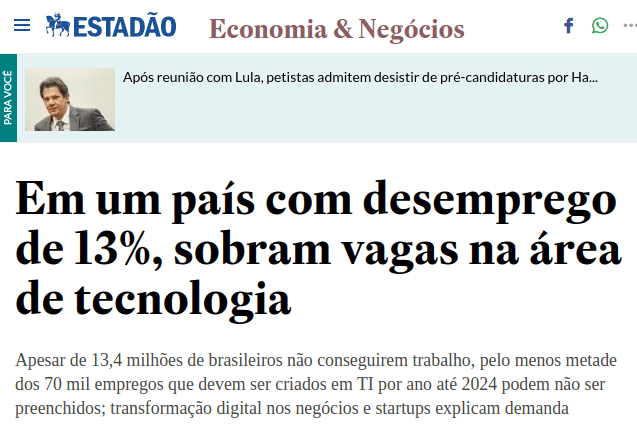 ESTADÃO
Economia & Negócios
PARA VOCÊ
Após reunião com Lula, petistas admitem desistir de pré-candidaturas por Ha...
Em um país com desemprego
de 13%, sobram vagas na área
de tecnologia
Apesar de 13,4 milhões de brasileiros não conseguirem trabalho, pelo menos metade
dos 70 mil empregos que devem ser criados em TI por ano até 2024 podem não ser
preenchidos; transformação digital nos negócios e startups explicam demanda